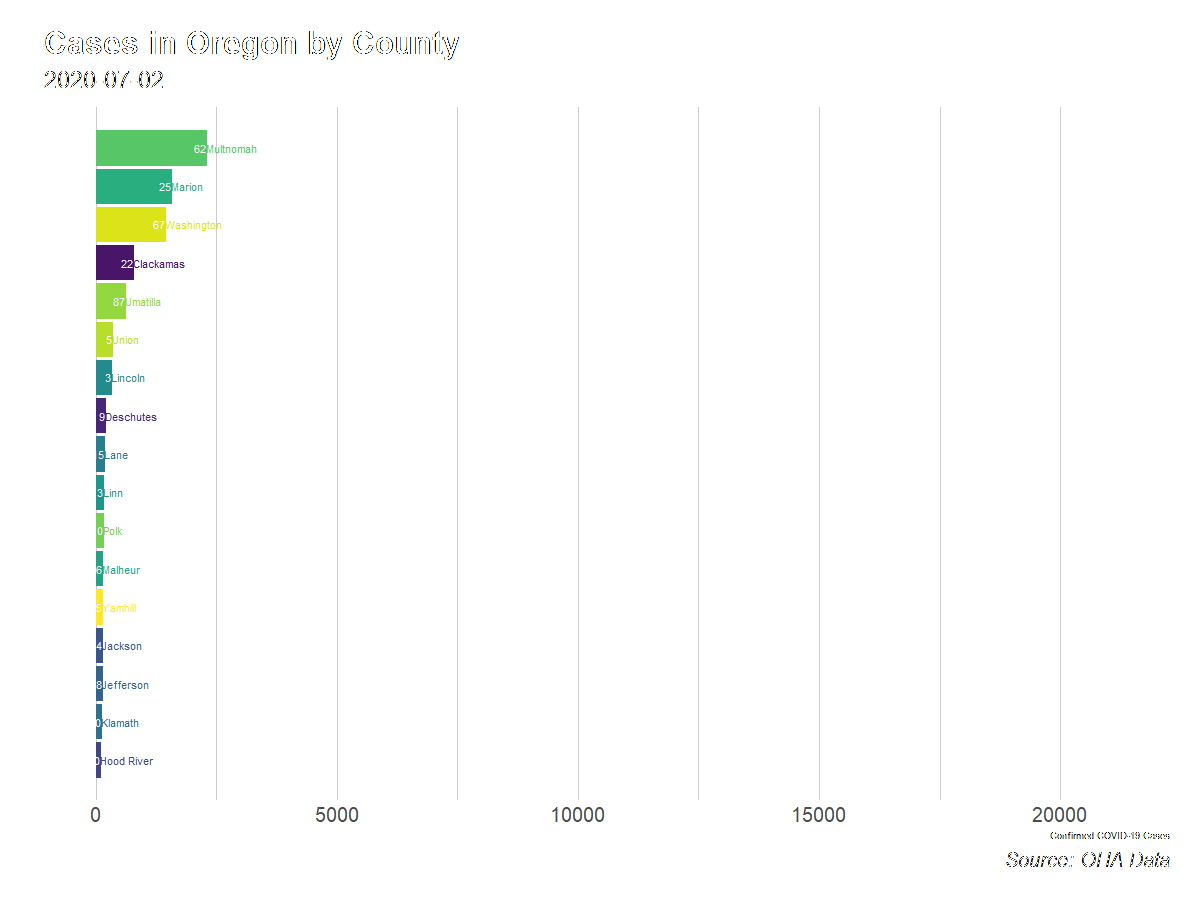 Cases in Oregon by County
2020-07-02
62Multnomah
25Marion
67Washington
22Clackamas
87Umatilla
5Union
3Lincoln
9Deschutes
5Lane
3Linn
0Polk
6Malheur
5Yamhill
4Jackson
8Jefferson
0Klamath
0Hood River
0 5000 10000 15000 20000
Confirmed COVID-19 Cases
Source: OHA Data